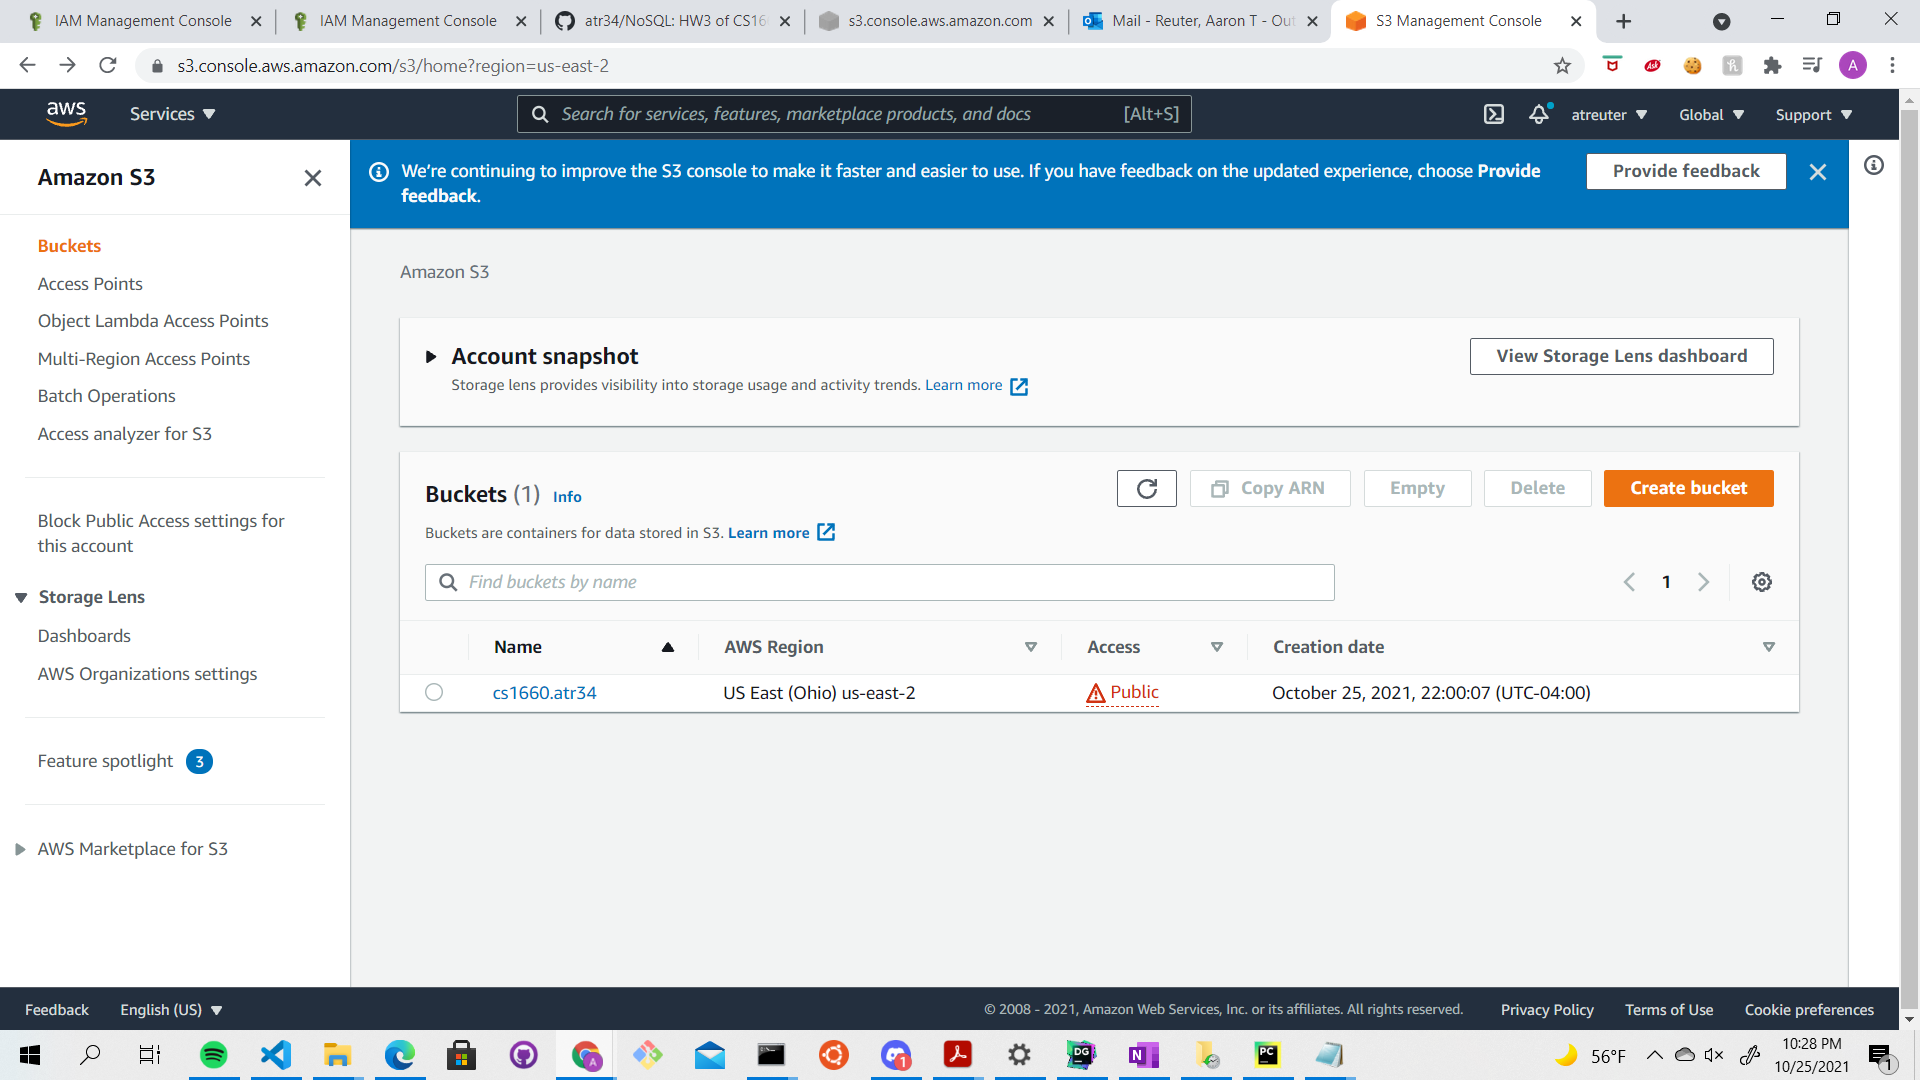 IAM Management Console
IAM Management Console
atr34/NoSQL: HW3 of CS16
s3.console.aws.amazon.com
Mail - Reuter, Aaron T - Out
S3 Management Console
s3.console.aws.amazon.com/s3/home?region=us-east-2
Ask
A
aws
Services
Search for services, features, marketplace products, and docs
[Alt+S]
atreuter
Global
Support
Amazon S3
Buckets
Access Points
Object Lambda Access Points
Multi-Region Access Points
Batch Operations
Access analyzer for S3
Block Public Access settings for
this account
Storage Lens
Dashboards
AWS Organizations settings
Feature spotlight 3
AWS Marketplace for S3
We're continuing to improve the S3 console to make it faster and easier to use. If you have feedback on the updated experience, choose Provide
feedback.
Provide feedback
Amazon S3
Account snapshot
Storage lens provides visibility into storage usage and activity trends. Learn more
View Storage Lens dashboard
Buckets (1) Info
Copy ARN
Empty
Delete
Create bucket
Buckets are containers for data stored in S3. Learn more
Find buckets by name
1
Name
AWS Region
Access
Creation date
cs1660.atr34
US East (Ohio) us-east-2
Public
October 25, 2021, 22:00:07 (UTC-04:00)
Feedback
English (US)
© 2008 - 2021, Amazon Web Services, Inc. or its affiliates. All rights reserved.
Privacy Policy
Terms of Use
Cookie preferences
A
1
DG
N
PC
56°F
10:28 PM
10/25/2021
1